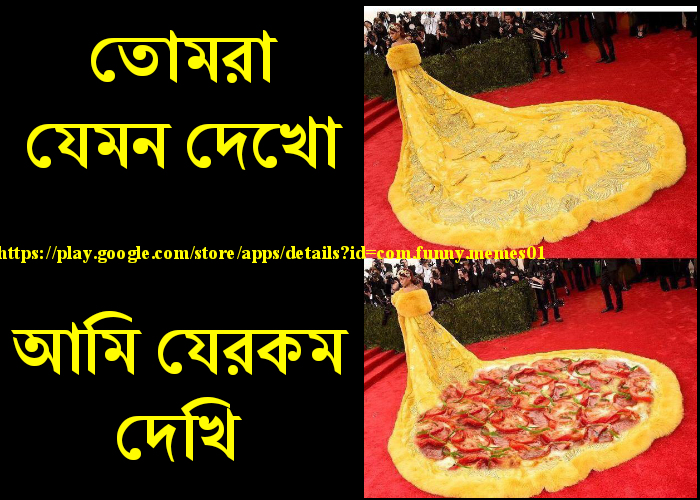 তোমরা
যেমন দেখো
https://play.google.com/store/apps/details?id=com.funny.memes01
আমি যেরকম
দেখি